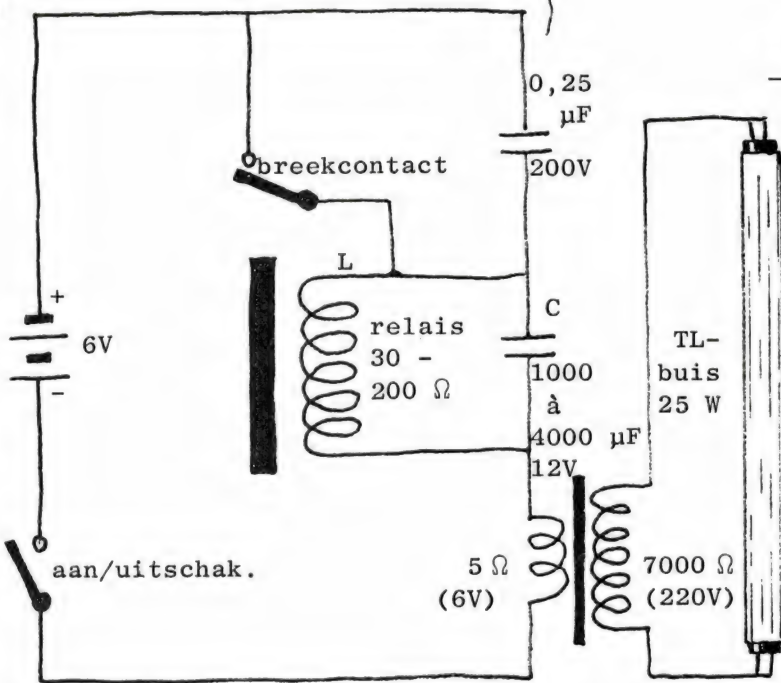 0,25
µF
200V
breekcontact
L
relais
30 -
200 Ω
C
1000
à
4000 µF
12V
+
6V
-
TL-
buis
25 W
aan/uitschak.
5 Ω
(6V)
7000 Ω
(220V)